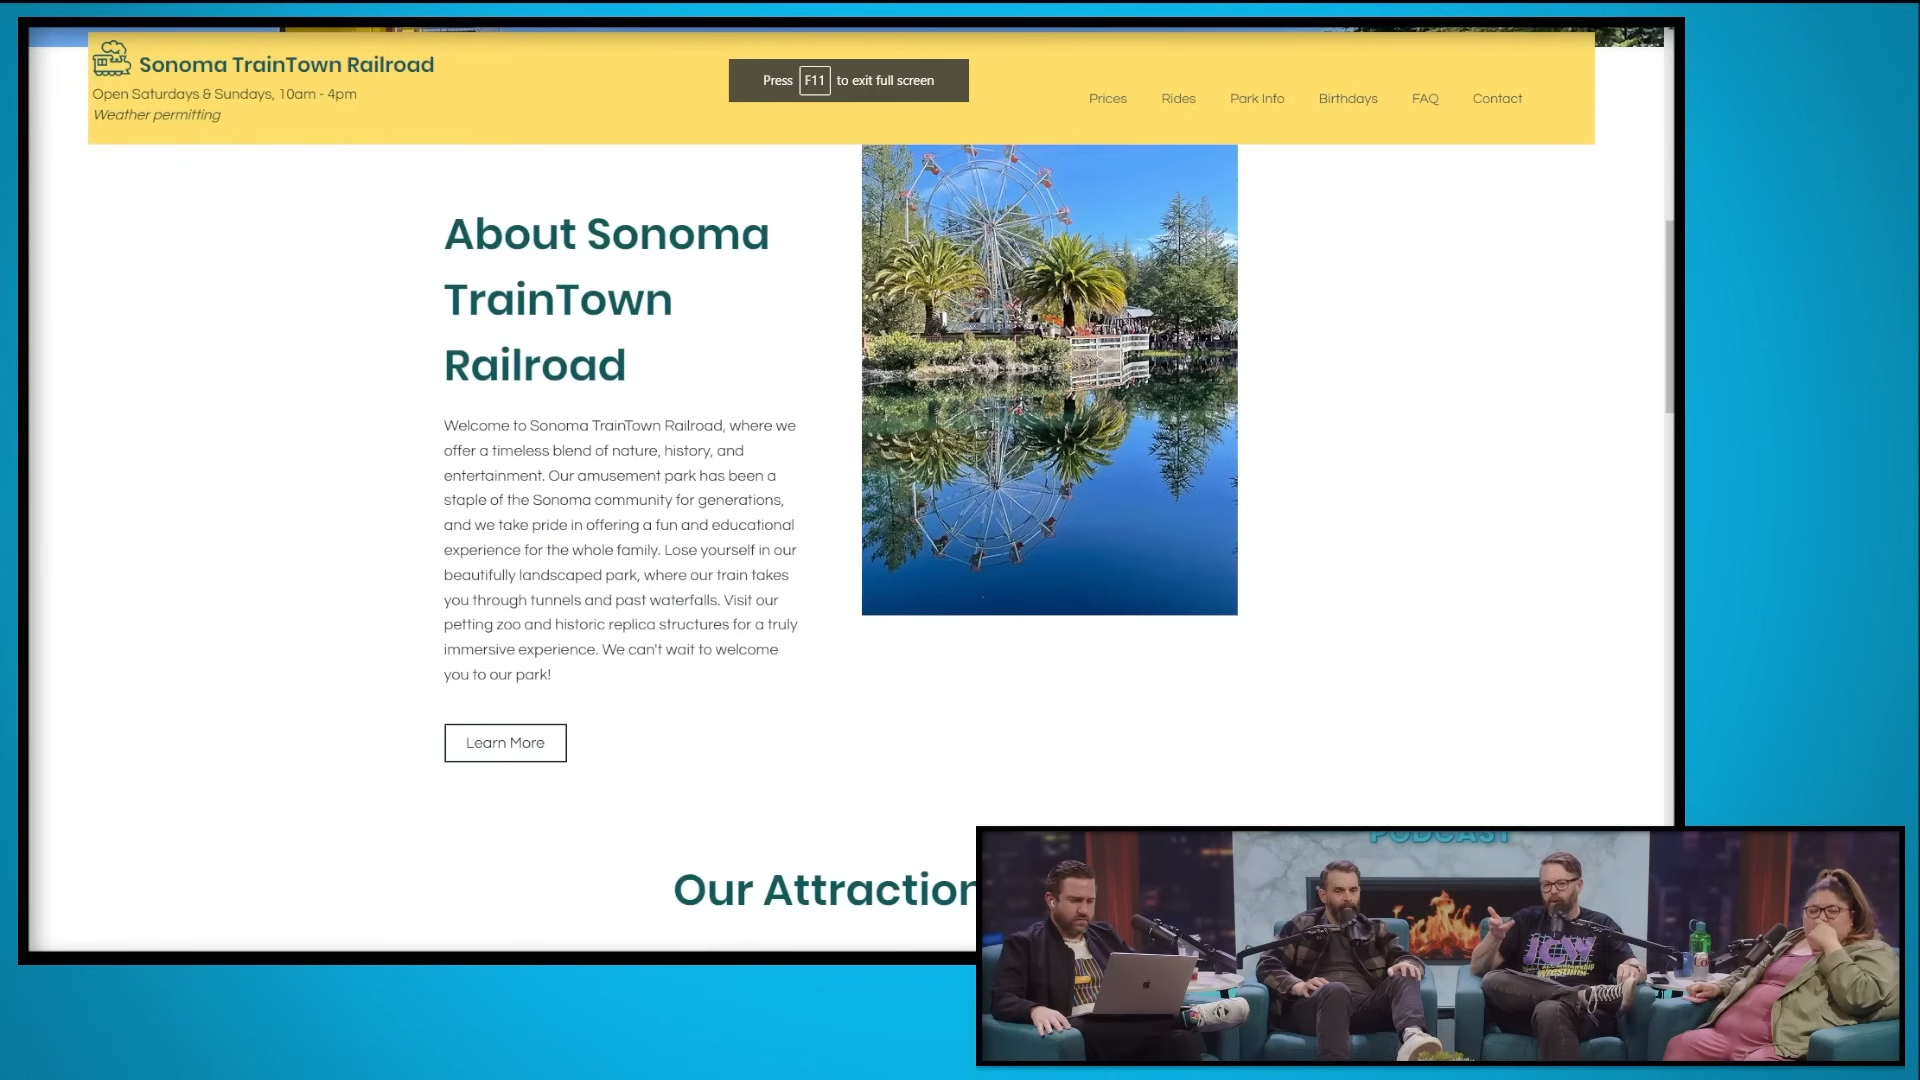 Sonoma TrainTown Railroad
Open Saturdays & Sundays, 10am - 4pm
Weather permitting
Press F11 to exit full screen
Prices Rides Park Info Birthdays FAQ Contact
About Sonoma
TrainTown
Railroad
Welcome to Sonoma TrainTown Railroad, where we
offer a timeless blend of nature, history, and
entertainment. Our amusement park has been a
staple of the Sonoma community for generations,
and we take pride in offering a fun and educational
experience for the whole family. Lose yourself in our
beautifully landscaped park, where our train takes
you through tunnels and past waterfalls. Visit our
petting zoo and historic replica structures for a truly
immersive experience. We can't wait to welcome
you to our park!
Learn More
Our Attraction
PODCAST
JCW
Wrestling